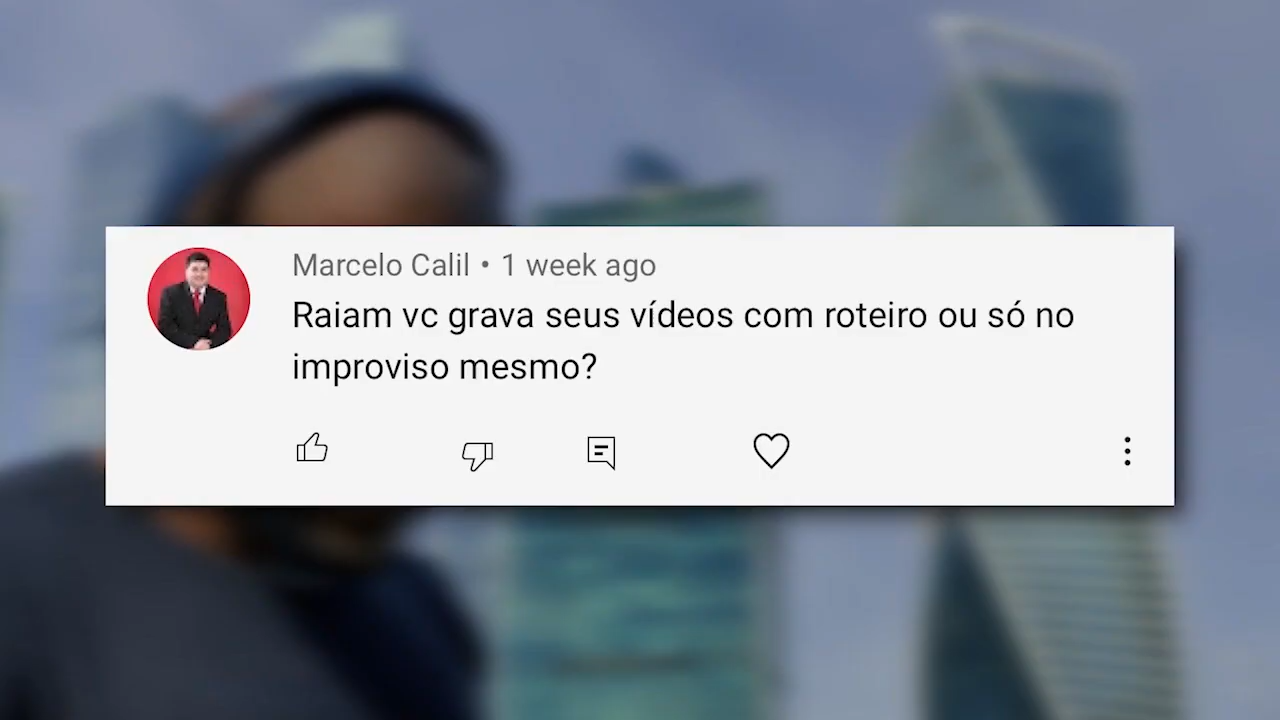 Marcelo Calil • 1 week ago
Raiam vc grava seus vídeos com roteiro ou só no
improviso mesmo?